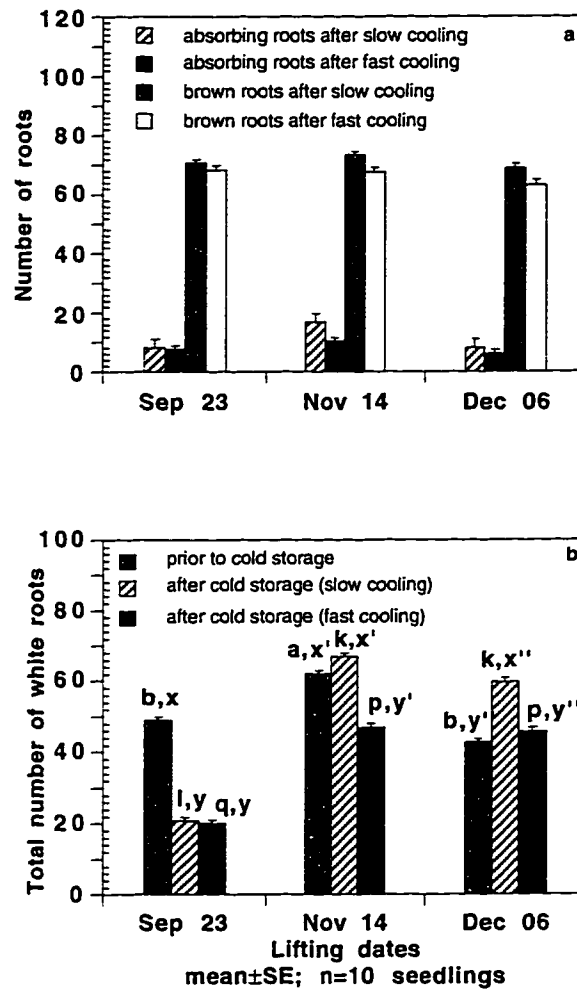 120
100
80
60
40
20
0
Number of roots
a
absorbing roots after slow cooling
absorbing roots after fast cooling
brown roots after slow cooling
brown roots after fast cooling
Sep 23 Nov 14 Dec 06
100
80
60
40
20
0
Total number of white roots
b
prior to cold storage
after cold storage (slow cooling)
after cold storage (fast cooling)
b,x
l,y q,y
a,x' k,x'
p,y'
k,x''
b,y' p,y''
Sep 23 Nov 14 Dec 06
Lifting dates
mean±SE; n=10 seedlings